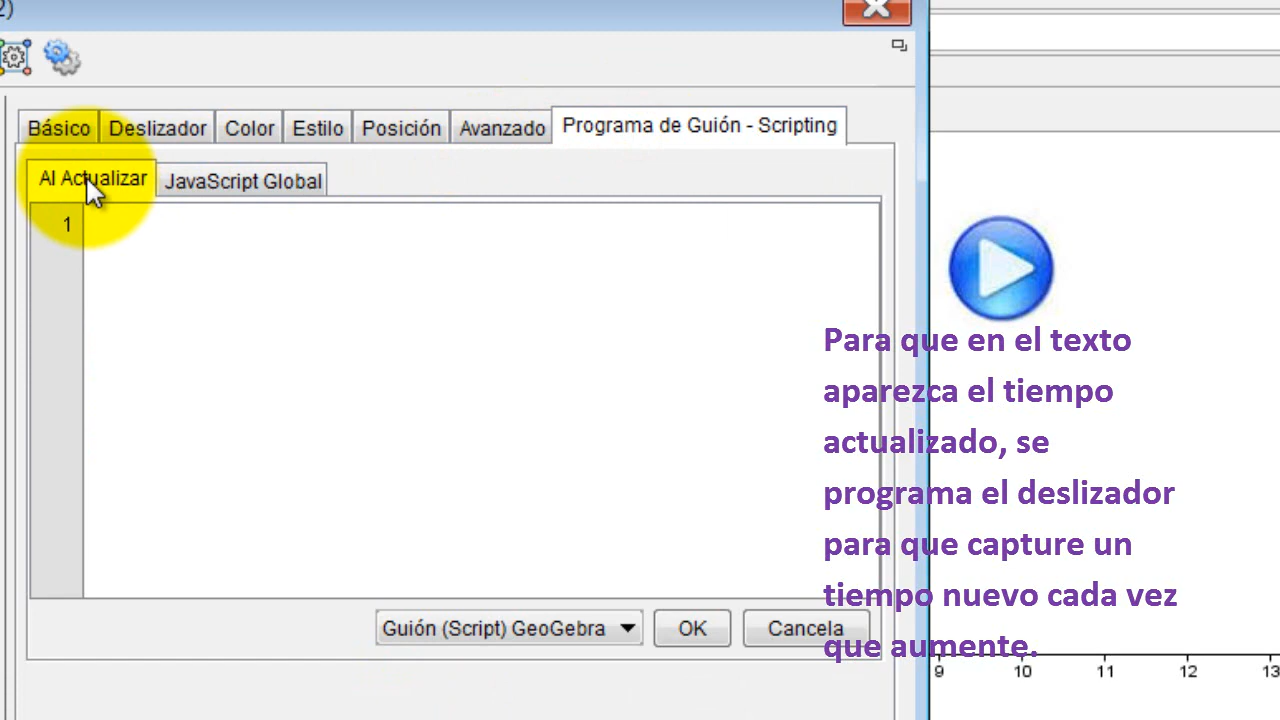 2)
Básico Deslizador Color Estilo Posición Avanzado Programa de Guión - Scripting
Al Actualizar JavaScript Global
1
Para que en el texto
aparezca el tiempo
actualizado, se
programa el deslizador
para que capture un
tiempo nuevo cada vez
que aumente.
Guión (Script) GeoGebra OK Cancela
9 10 11 12 13